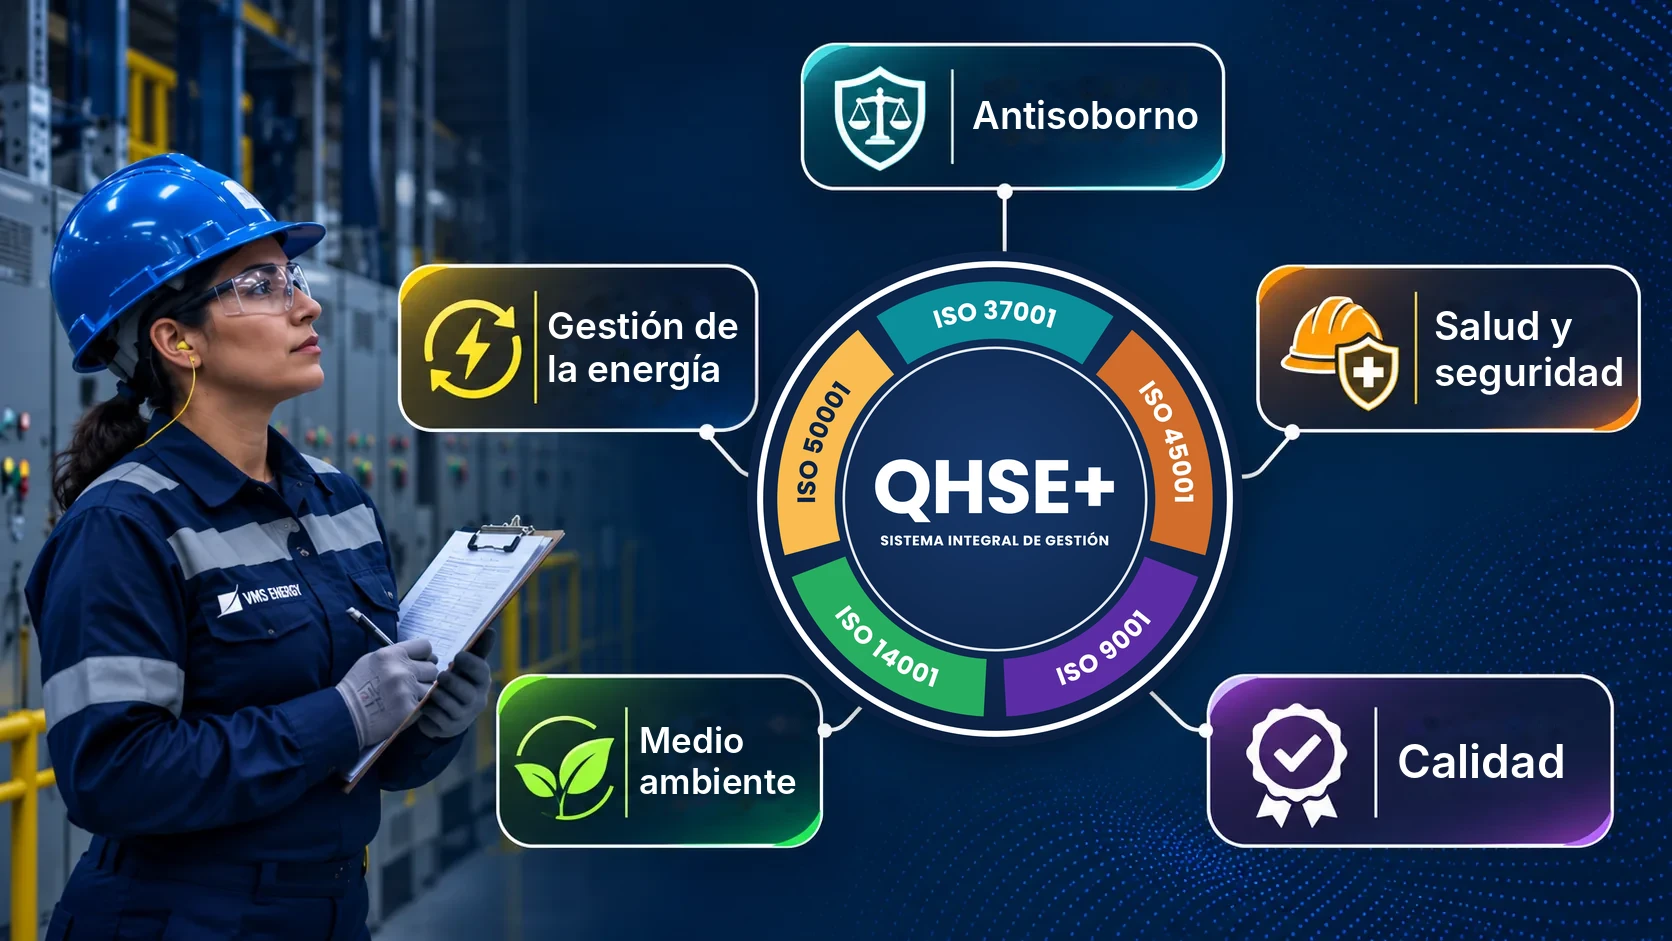 Antisoborno
Gestión de
la energía
Salud y
seguridad
ISO 37001
ISO 50001
ISO 45001
QHSE+
SISTEMA INTEGRAL DE GESTIÓN
ISO 14001
ISO 9001
VMS ENERGY
Medio
ambiente
Calidad